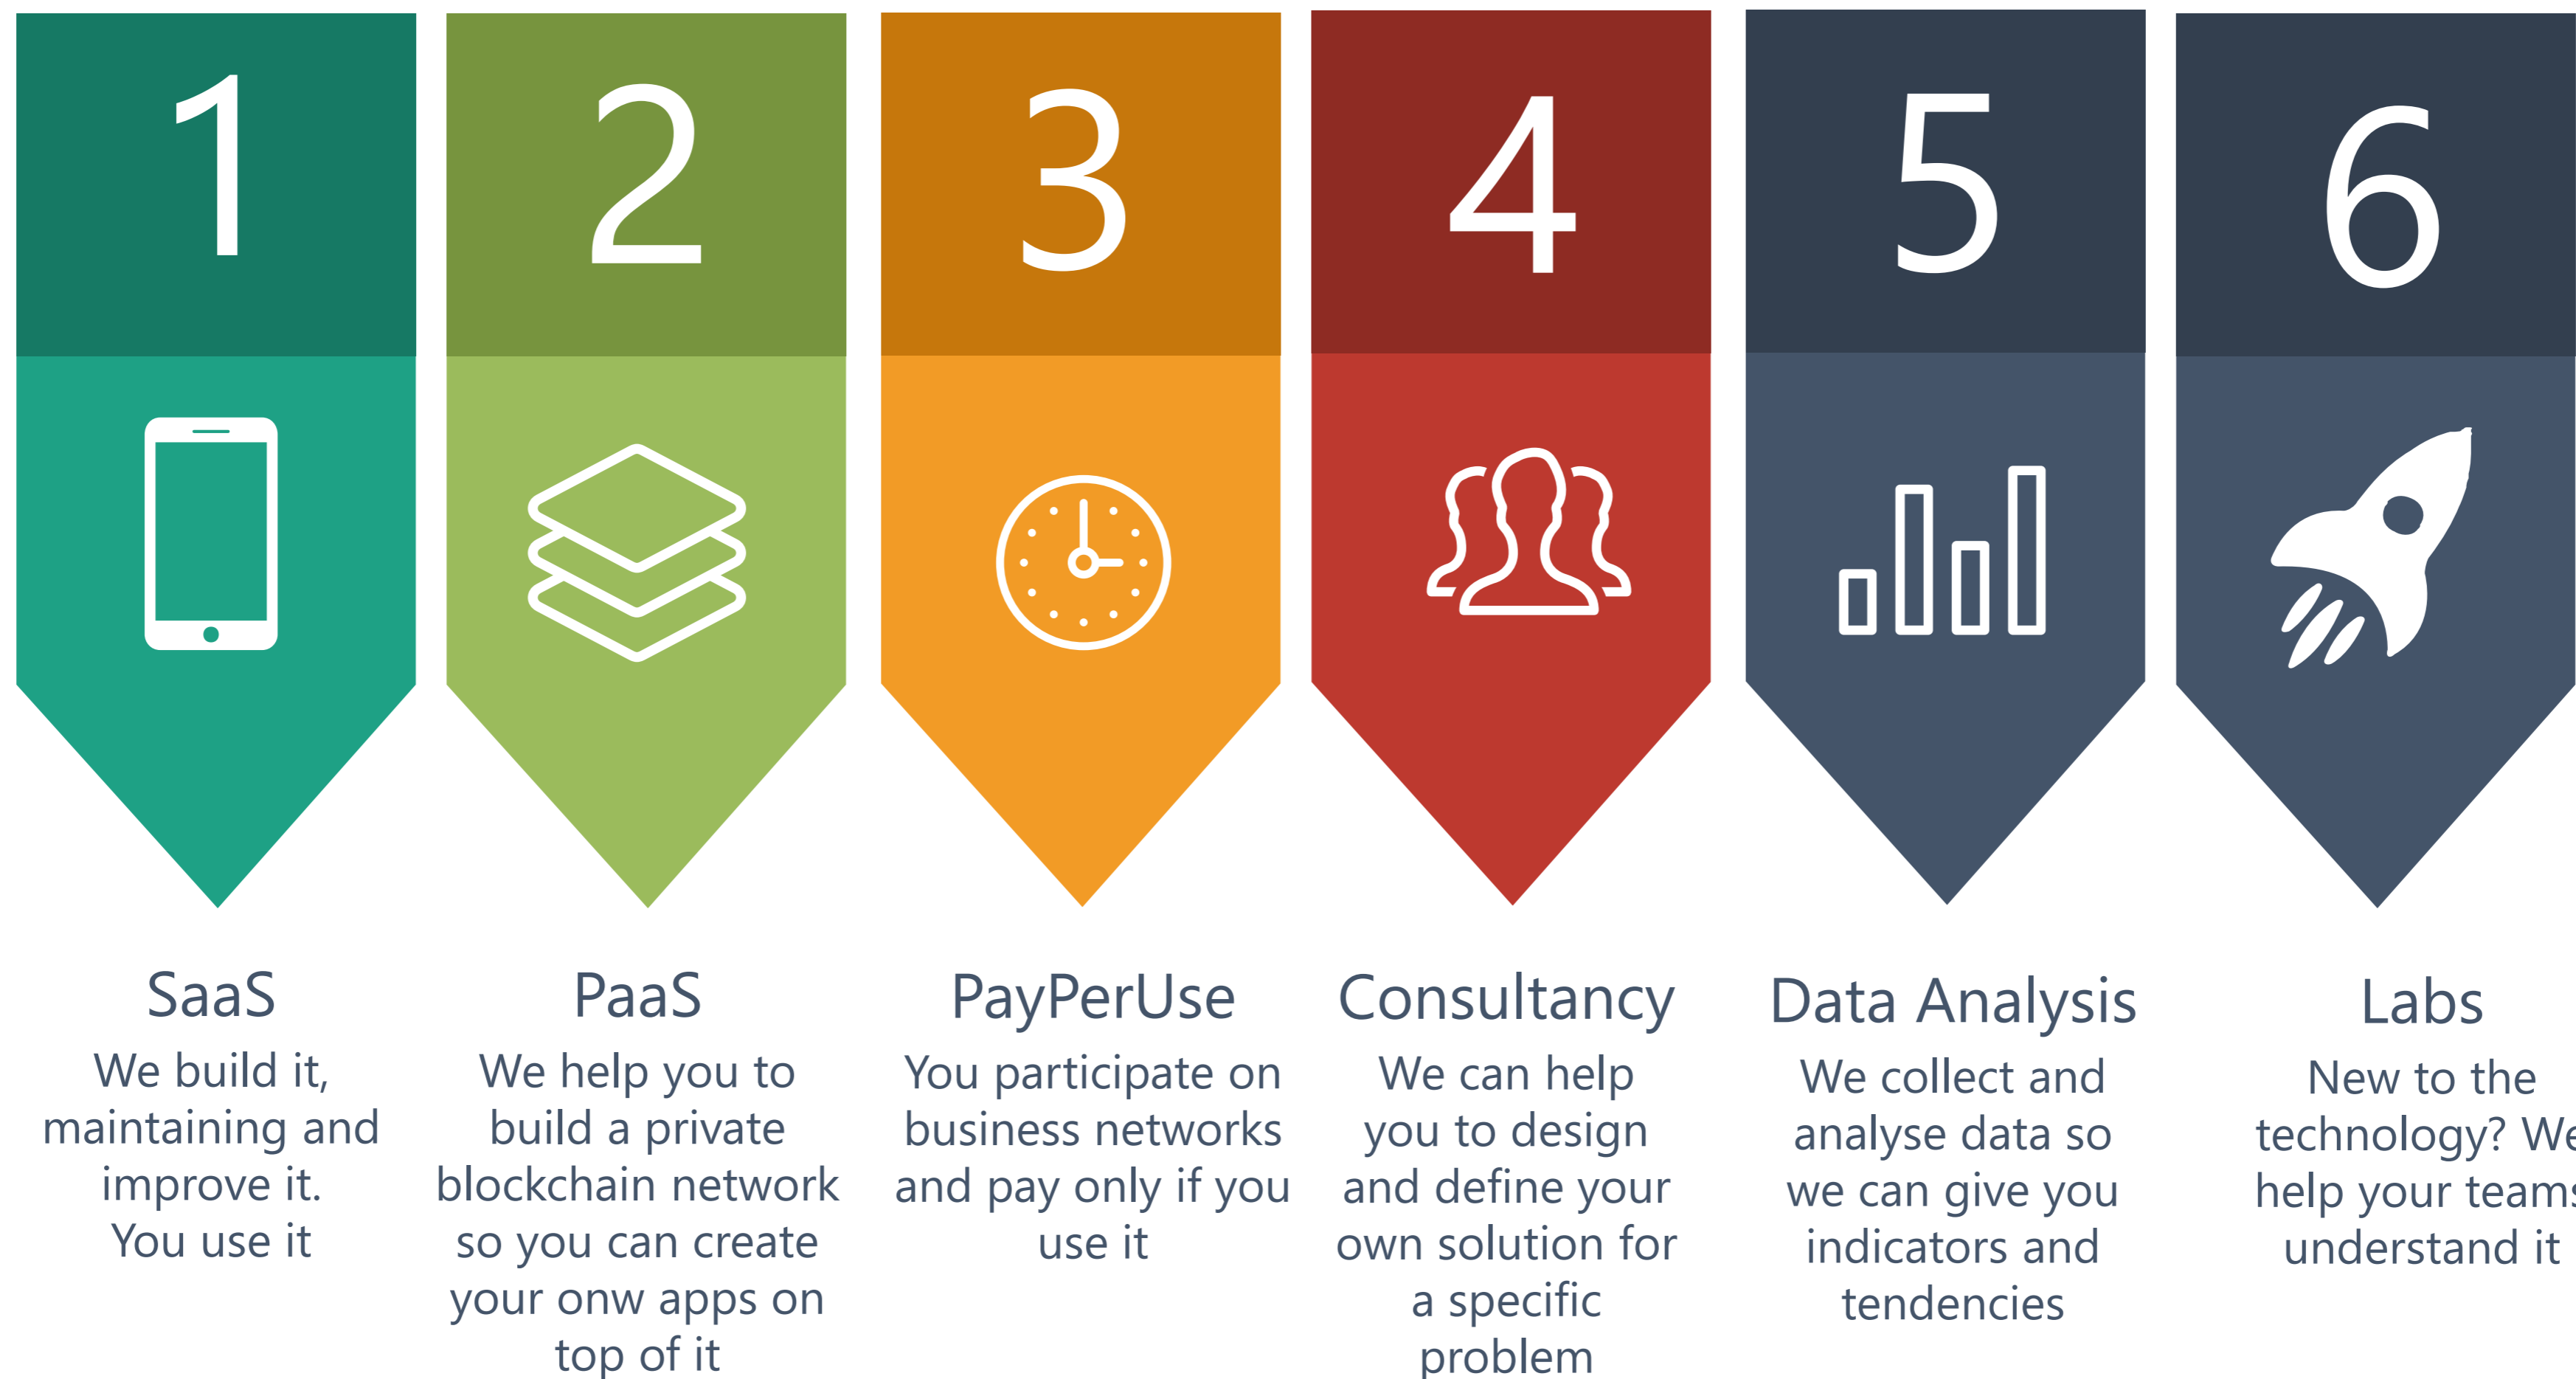 1
2
3
4
5
6
SaaS
We build it,
maintaining and
improve it.
You use it
PaaS
We help you to
build a private
blockchain network
so you can create
your onw apps on
top of it
PayPerUse
You participate on
business networks
and pay only if you
use it
Consultancy
We can help
you to design
and define your
own solution for
a specific
problem
Data Analysis
We collect and
analyse data so
we can give you
indicators and
tendencies
Labs
New to the
technology? We
help your teams
understand it